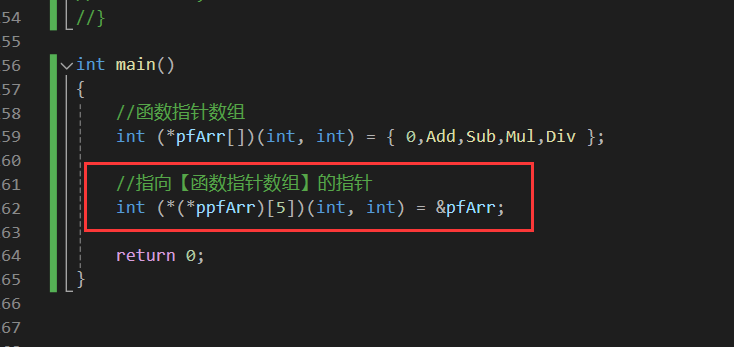 54 //}
55
56 int main()
57 {
58 //函数指针数组
59 int (*pfArr[])(int, int) = { 0,Add,Sub,Mul,Div };
60
61 //指向【函数指针数组】的指针
62 int (*(*ppfArr)[5])(int, int) = &pfArr;
63
64 return 0;
65 }
66
67